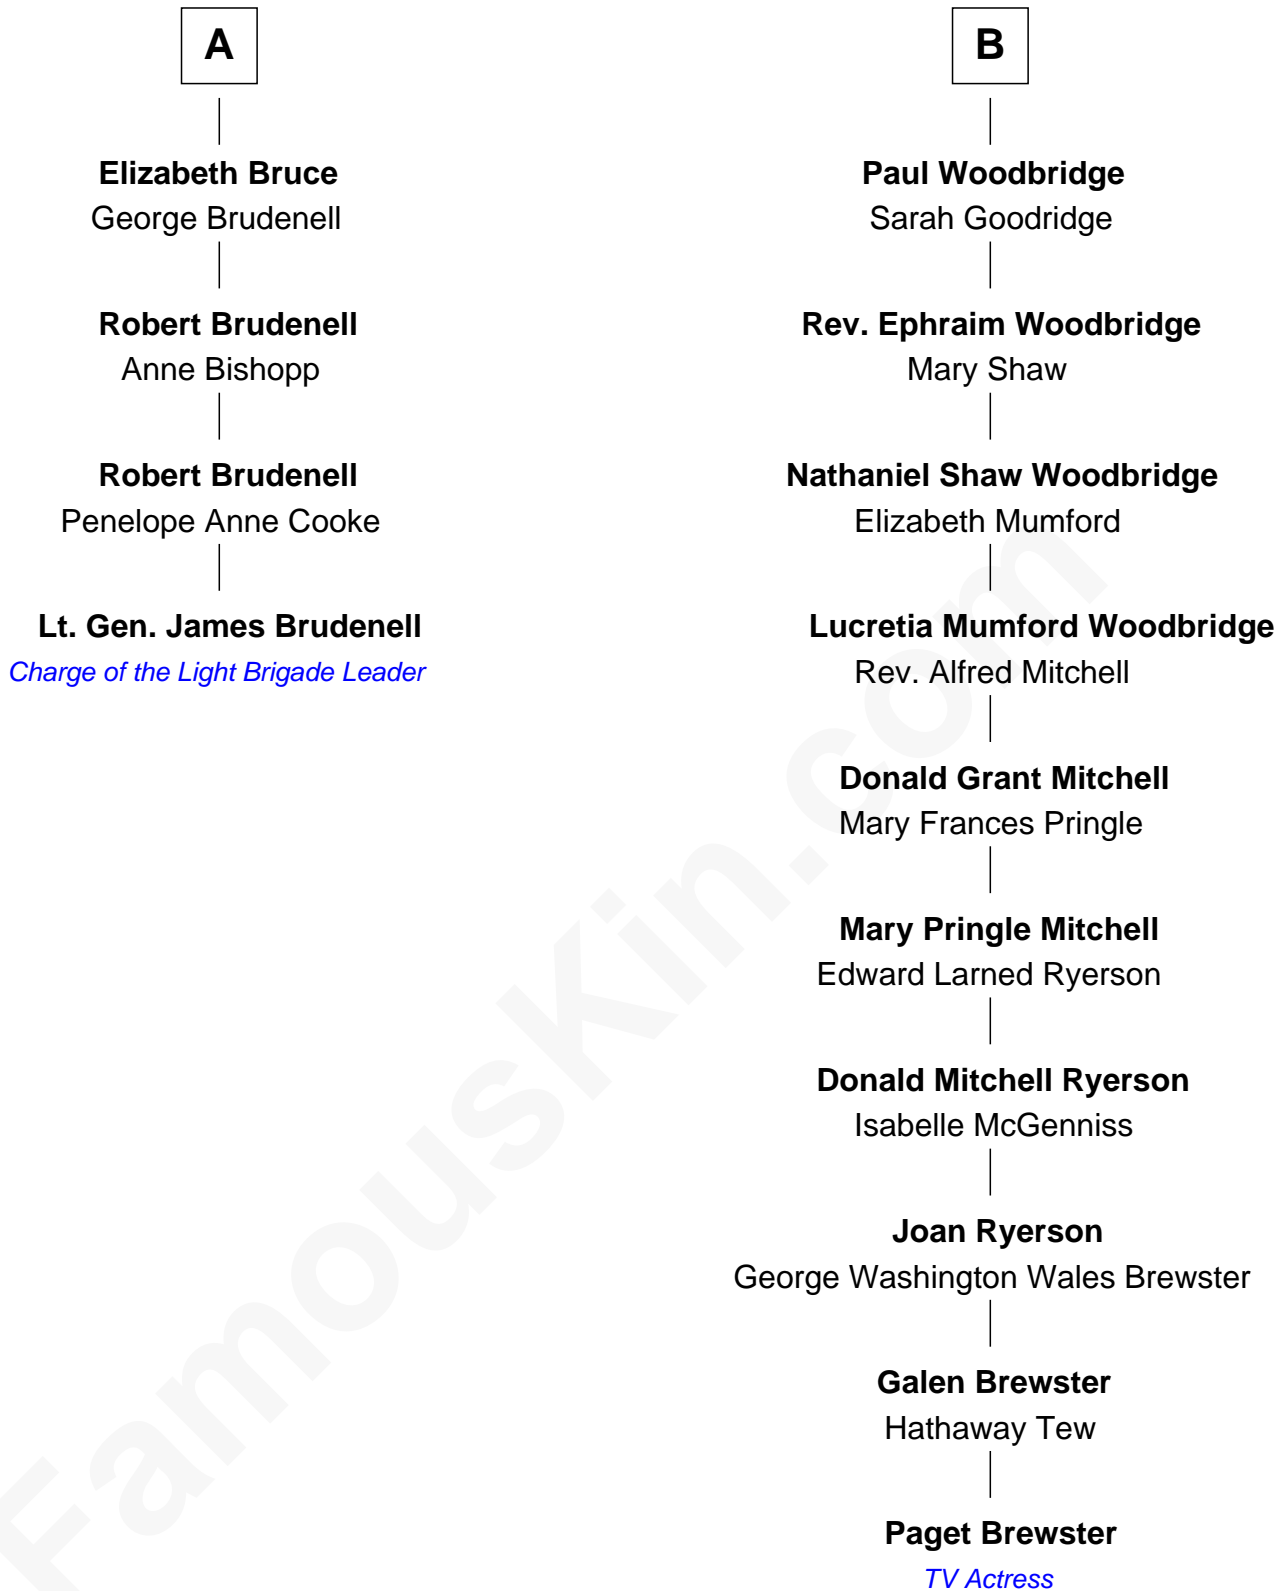 A
Elizabeth Bruce
George Brudenell
Robert Brudenell
Anne Bishopp
Robert Brudenell
Penelope Anne Cooke
Lt. Gen. James Brudenell
Charge of the Light Brigade Leader
B
Paul Woodbridge
Sarah Goodridge
Rev. Ephraim Woodbridge
Mary Shaw
Nathaniel Shaw Woodbridge
Elizabeth Mumford
Lucretia Mumford Woodbridge
Rev. Alfred Mitchell
Donald Grant Mitchell
Mary Frances Pringle
Mary Pringle Mitchell
Edward Larned Ryerson
Donald Mitchell Ryerson
Isabelle McGenniss
Joan Ryerson
George Washington Wales Brewster
Galen Brewster
Hathaway Tew
Paget Brewster
TV Actress
FamousKin.com